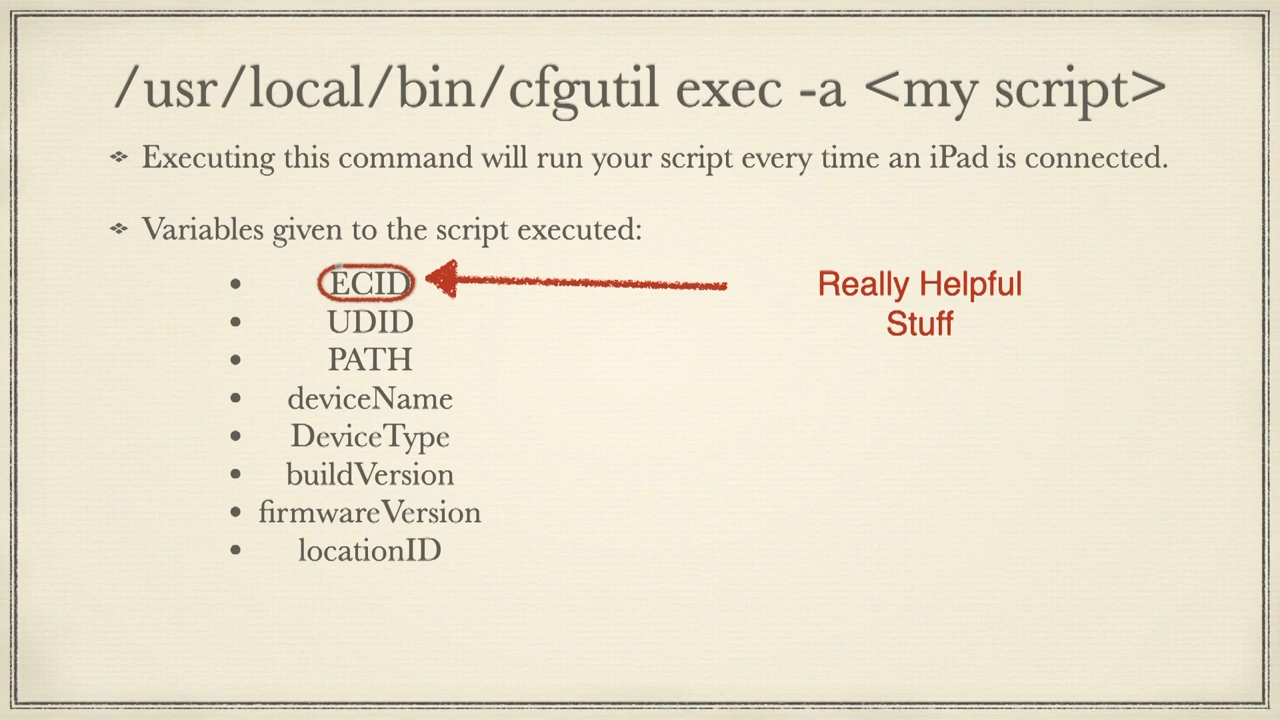 /usr/local/bin/cfgutil exec -a <my script>
Executing this command will run your script every time an iPad is connected.
Variables given to the script executed:
ECID
Really Helpful
Stuff
UDID
PATH
deviceName
DeviceType
buildVersion
firmwareVersion
locationID